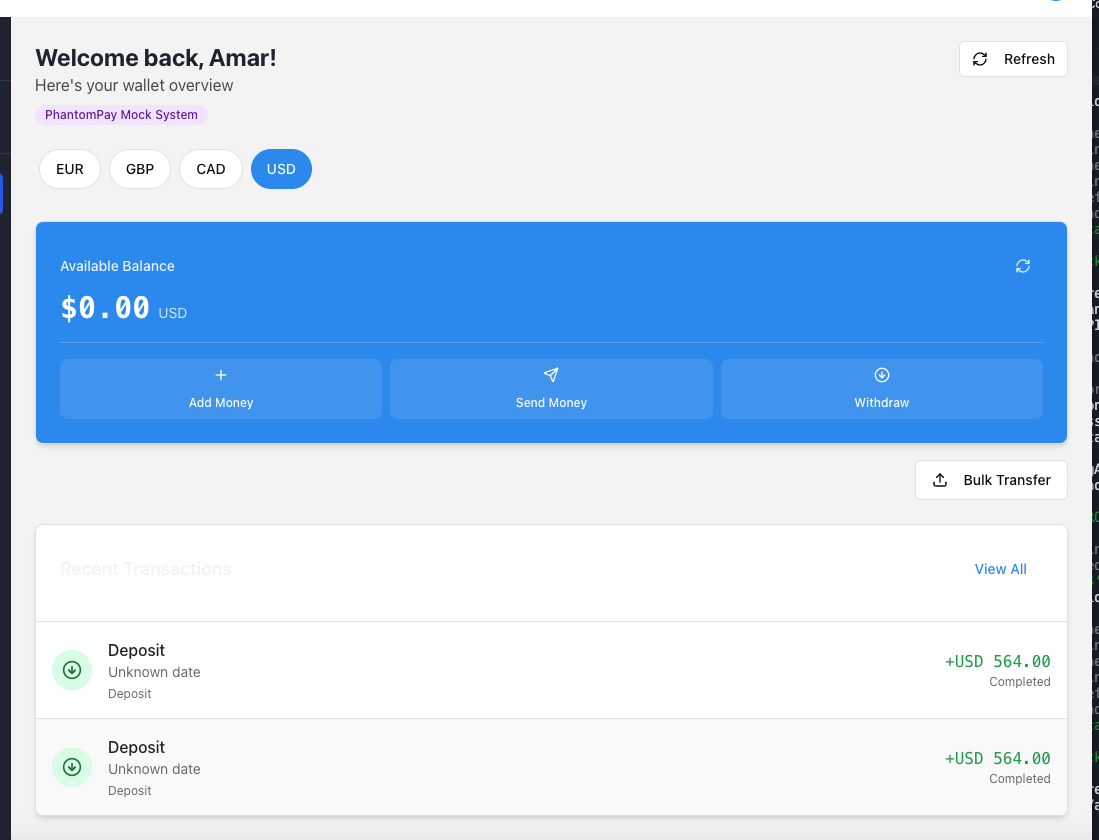 Welcome back, Amar!
Refresh
Here's your wallet overview
PhantomPay Mock System
EUR
GBP
CAD
USD
Available Balance
$0.00 USD
Add Money
Send Money
Withdraw
Bulk Transfer
Recent Transactions
View All
Deposit
Unknown date
Deposit
+USD 564.00
Completed
Deposit
Unknown date
Deposit
+USD 564.00
Completed